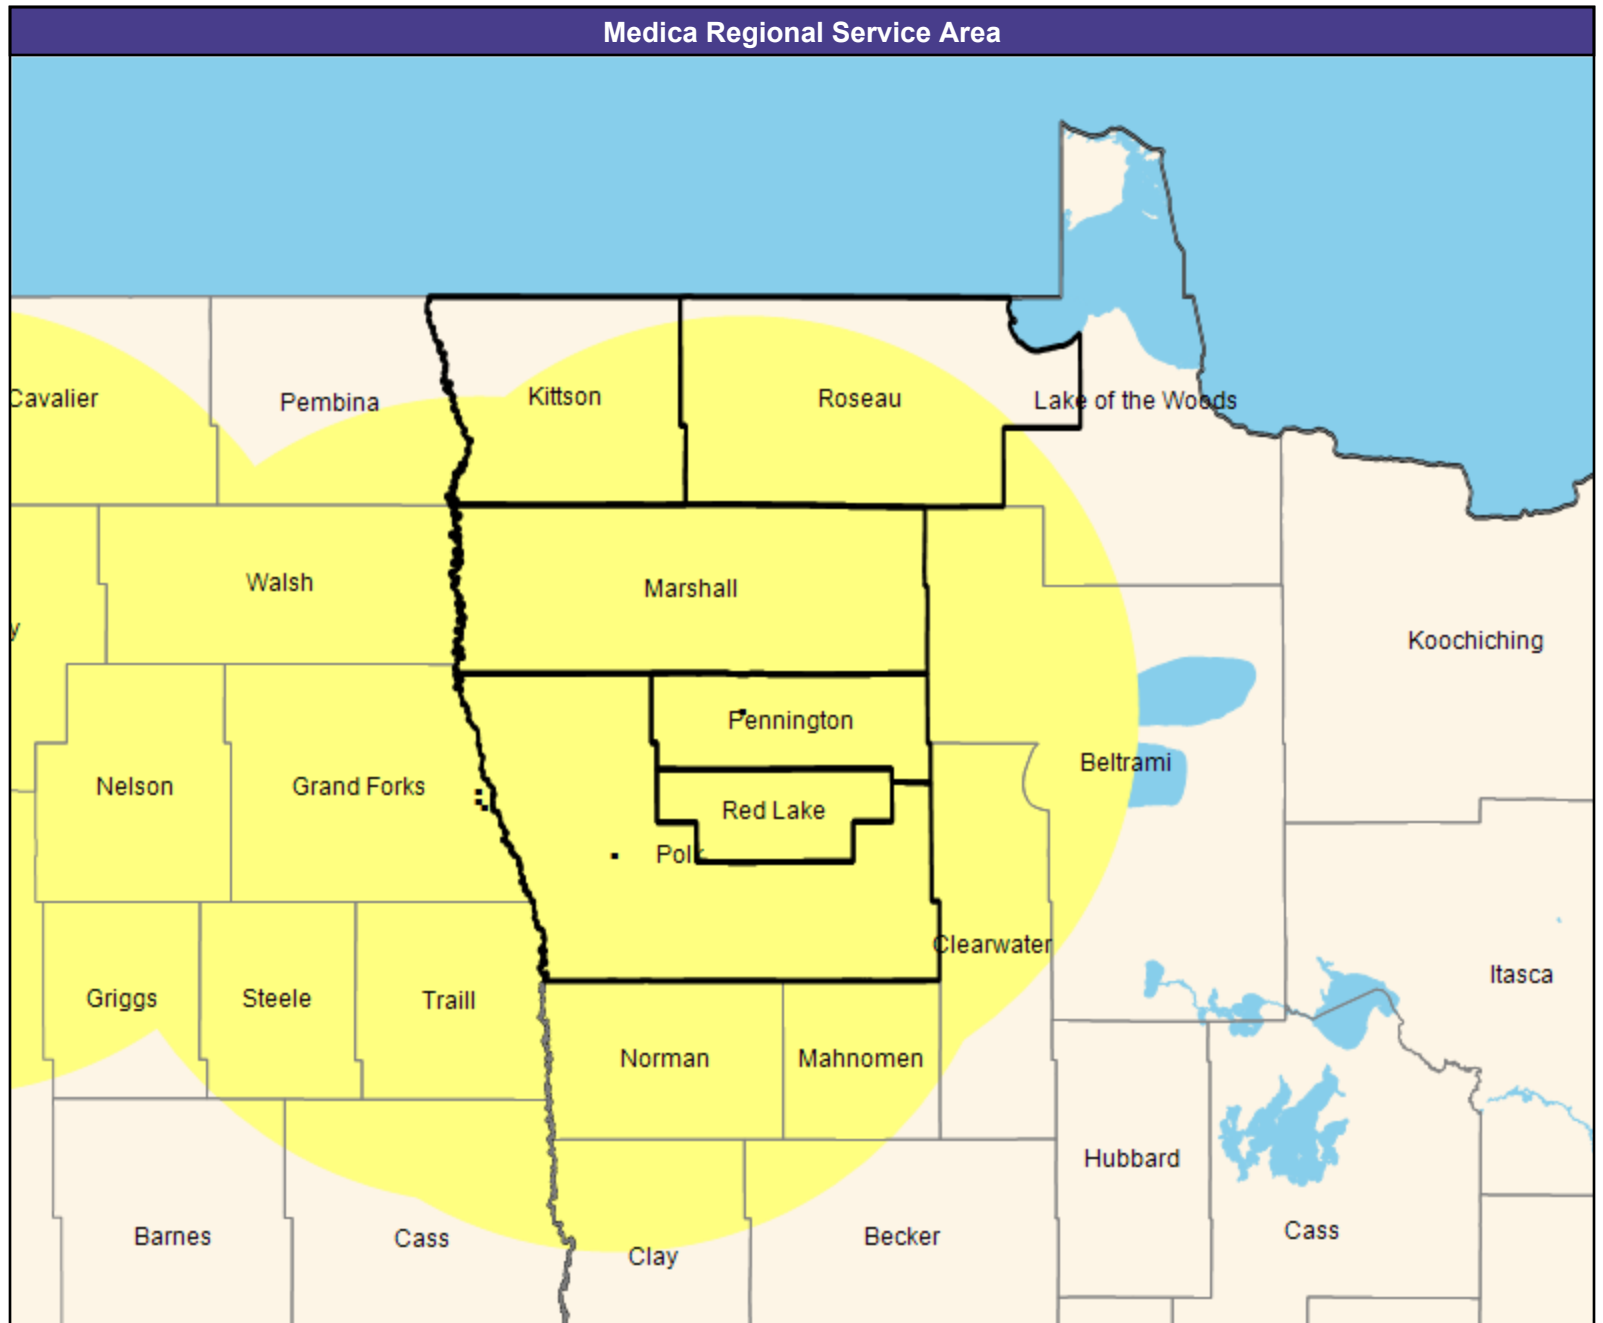 Medica Regional Service Area
Cavalier
Pembina
Kittson
Roseau
Lake of the Woods
Walsh
Marshall
y
Koochiching
Pennington
Nelson
Grand Forks
Beltrami
Red Lake
Polk
Clearwater
Griggs
Steele
Traill
Itasca
Norman
Mahnomen
Hubbard
Barnes
Cass
Clay
Becker
Cass